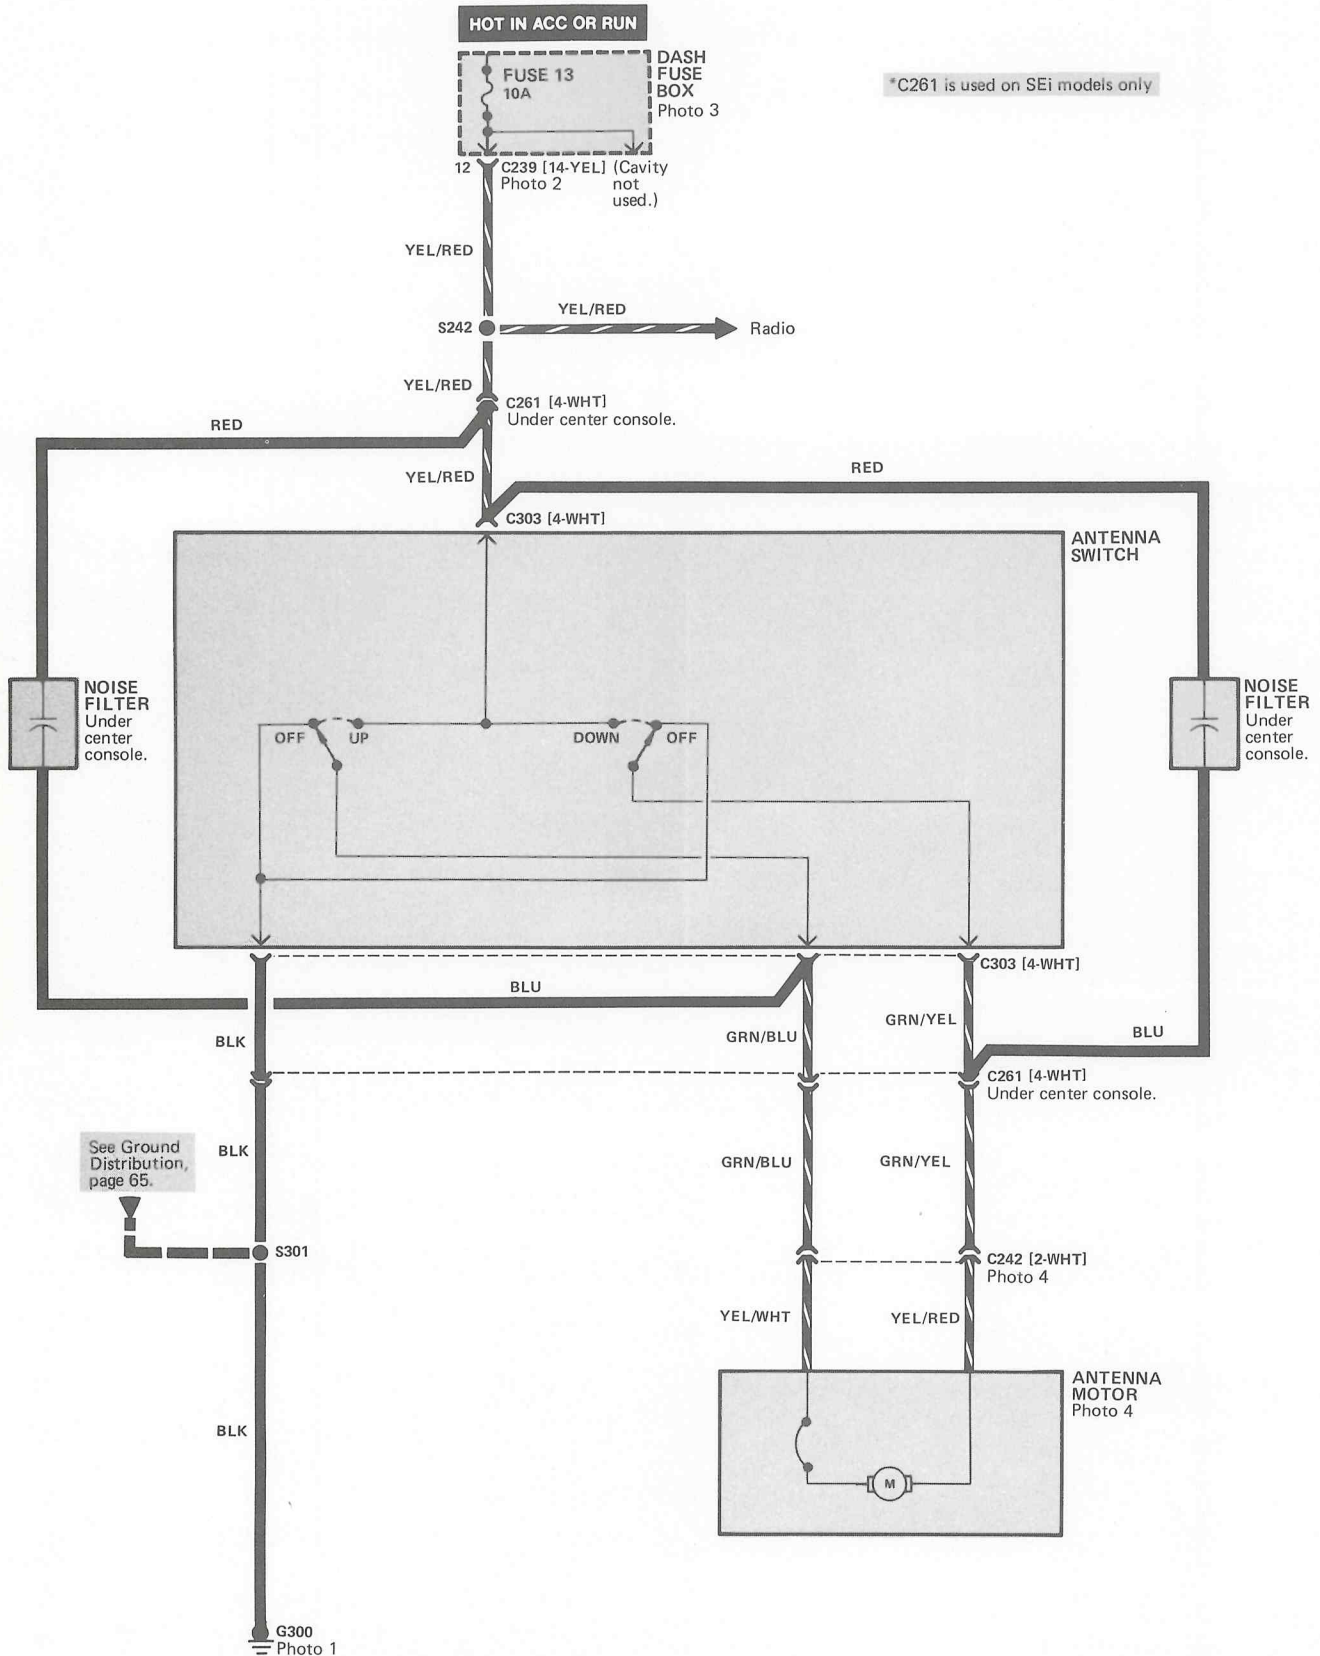 HOT IN ACC OR RUN
FUSE 13
10A
DASH
FUSE
BOX
Photo 3
*C261 is used on SEi models only
12
C239 [14-YEL]
Photo 2
(Cavity
not
used.)
YEL/RED
S242
YEL/RED
Radio
YEL/RED
C261 [4-WHT]
Under center console.
RED
YEL/RED
RED
C303 [4-WHT]
ANTENNA
SWITCH
NOISE
FILTER
Under
center
console.
OFF
UP
DOWN
OFF
NOISE
FILTER
Under
center
console.
C303 [4-WHT]
BLU
BLK
GRN/BLU
GRN/YEL
BLU
C261 [4-WHT]
Under center console.
See Ground
Distribution,
page 65.
BLK
GRN/BLU
GRN/YEL
S301
C242 [2-WHT]
Photo 4
YEL/WHT
YEL/RED
ANTENNA
MOTOR
Photo 4
BLK
M
G300
Photo 1